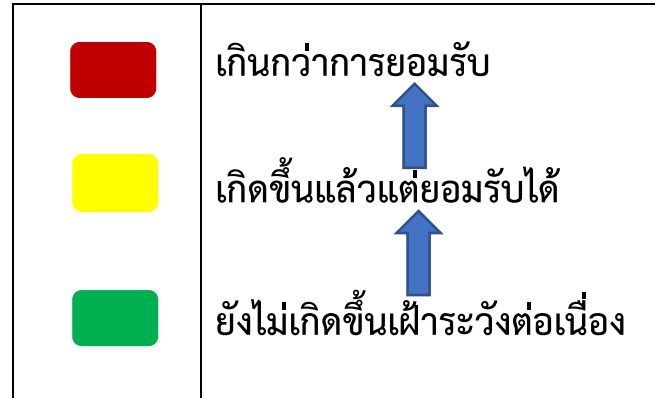 เกินกว่าการยอมรับ
เกิดขึ้นแล้วแต่ยอมรับได้
ยังไม่เกิดขึ้นเฝ้าระวังต่อเนื่อง